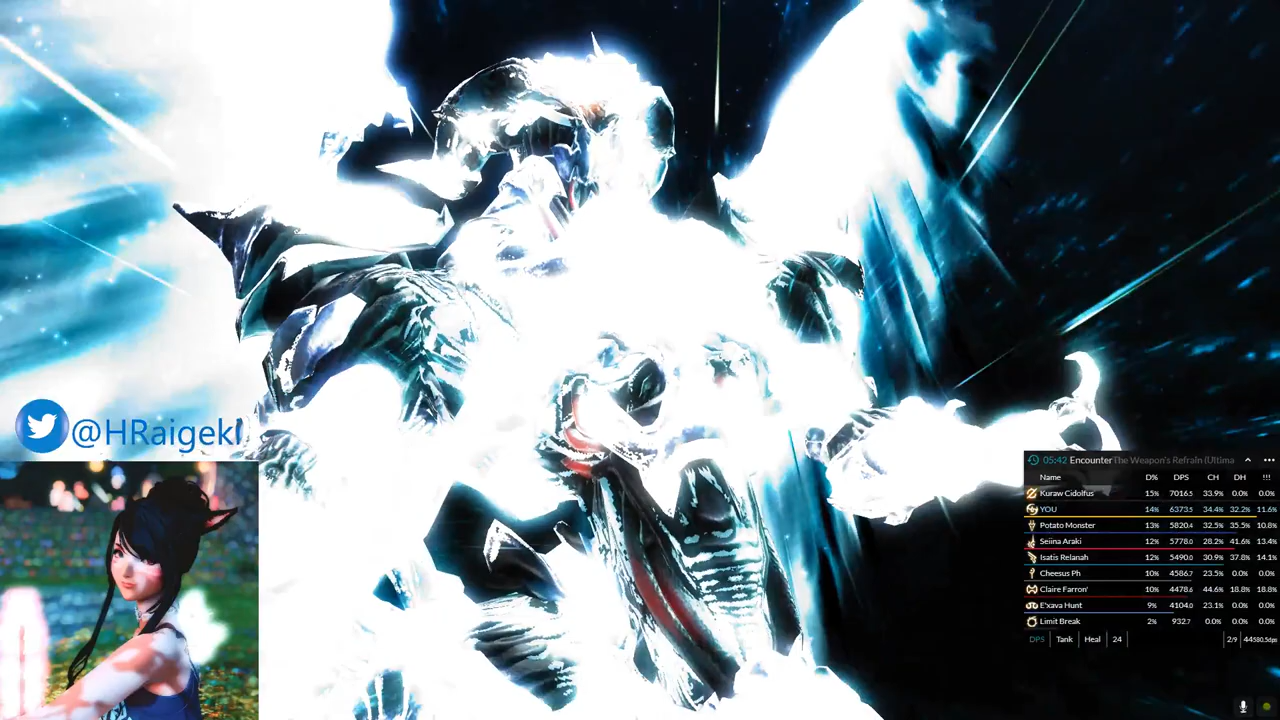 @HRaigeki
05:42 Encounter The Weapon's Refrain (Ultima
Name D% DPS CH DH !!!
Kuraw Cidolfus 15% 7016.5 33.9% 0.0% 0.0%
YOU 14% 6373.5 34.4% 32.2% 11.6%
Potato Monster 13% 5820.4 32.5% 35.5% 10.8%
Seiina Araki 12% 5778.0 28.2% 41.6% 13.4%
Isatis Relanah 12% 5490.0 30.9% 37.8% 14.1%
Cheesus Ph 10% 4586.7 23.5% 0.0% 0.0%
Claire Farron' 10% 4478.6 44.6% 18.8% 18.8%
E'xava Hunt 9% 4104.0 23.1% 0.0% 0.0%
Limit Break 2% 932.7 0.0% 0.0% 0.0%
DPS Tank Heal 24 2/9 44580.56